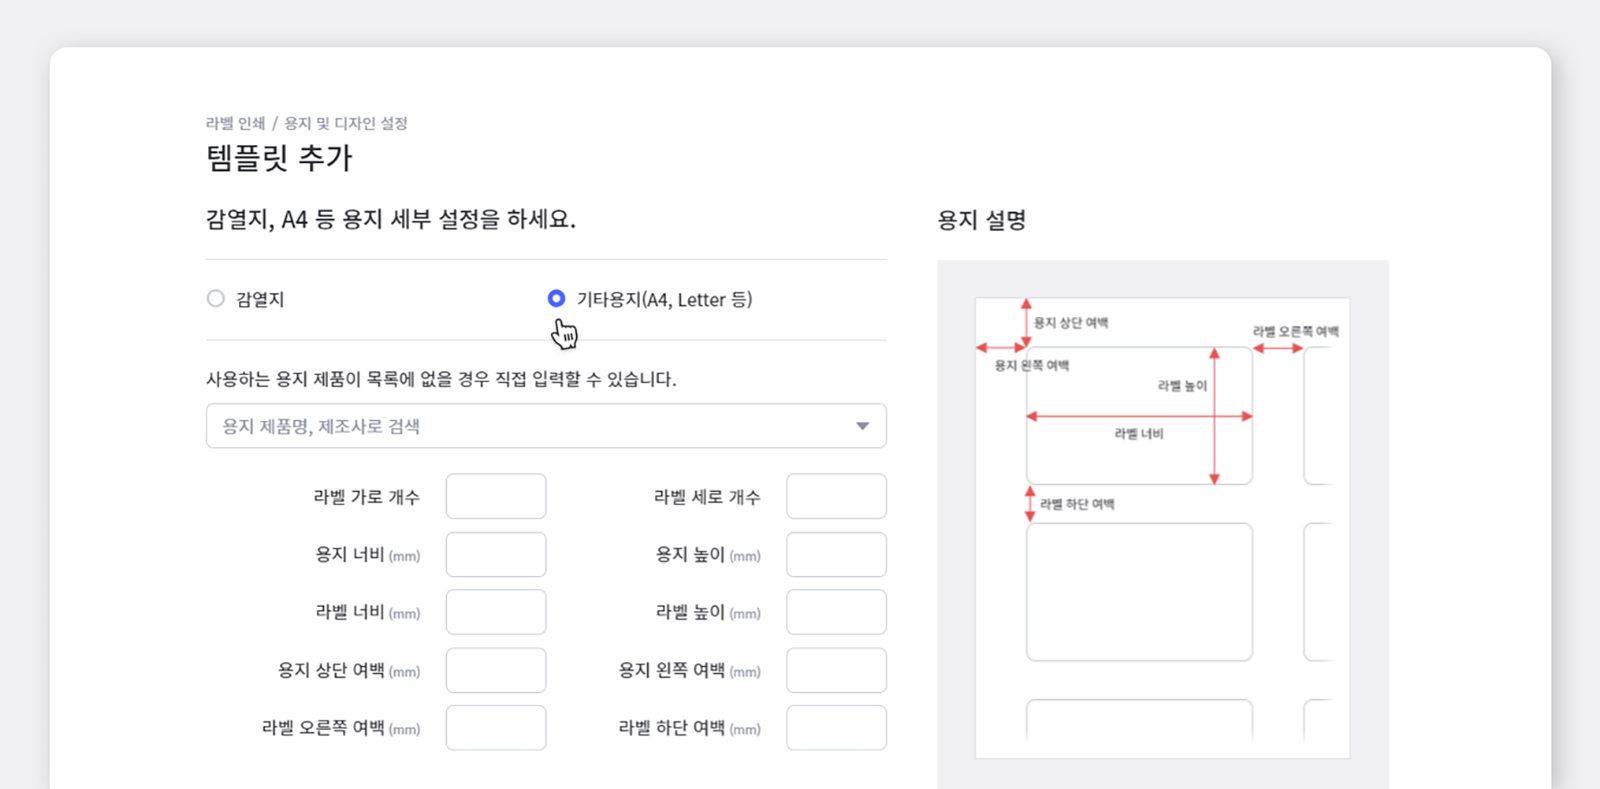 라벨 인쇄 / 용지 및 디자인 설정
템플릿 추가
감열지, A4 등 용지 세부 설정을 하세요.
감열지
기타용지(A4, Letter 등)
사용하는 용지 제품이 목록에 없을 경우 직접 입력할 수 있습니다.
용지 제품명, 제조사로 검색
라벨 가로 개수
라벨 세로 개수
용지 너비 (mm)
용지 높이 (mm)
라벨 너비 (mm)
라벨 높이 (mm)
용지 상단 여백 (mm)
용지 왼쪽 여백 (mm)
라벨 오른쪽 여백 (mm)
라벨 하단 여백 (mm)
용지 설명
용지 상단 여백
라벨 오른쪽 여백
용지 왼쪽 여백
라벨 높이
라벨 너비
라벨 하단 여백